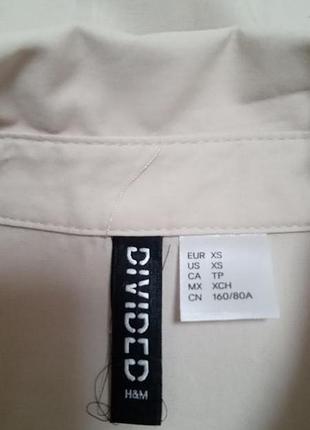 DIVIDED
H&M
EUR XS
US XS
CA TP
MX XCH
CN 160/80A